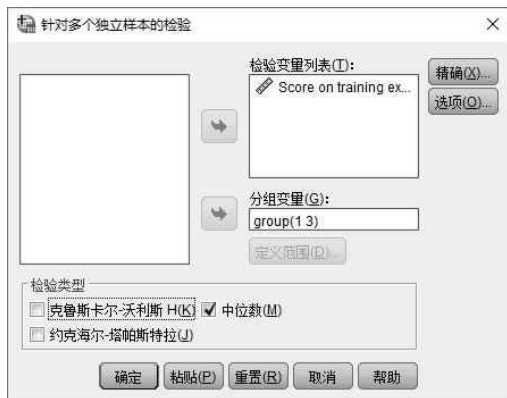 针对多个独立样本的检验
检验变量列表(T):
Score on training ex...
精确(X)...
选项(O)...
分组变量(G):
group(1 3)
定义范围(D)...
检验类型
克鲁斯卡尔-沃利斯 H(K) 中位数(M)
约克海尔-塔帕斯特拉(J)
确定 粘贴(P) 重置(R) 取消 帮助